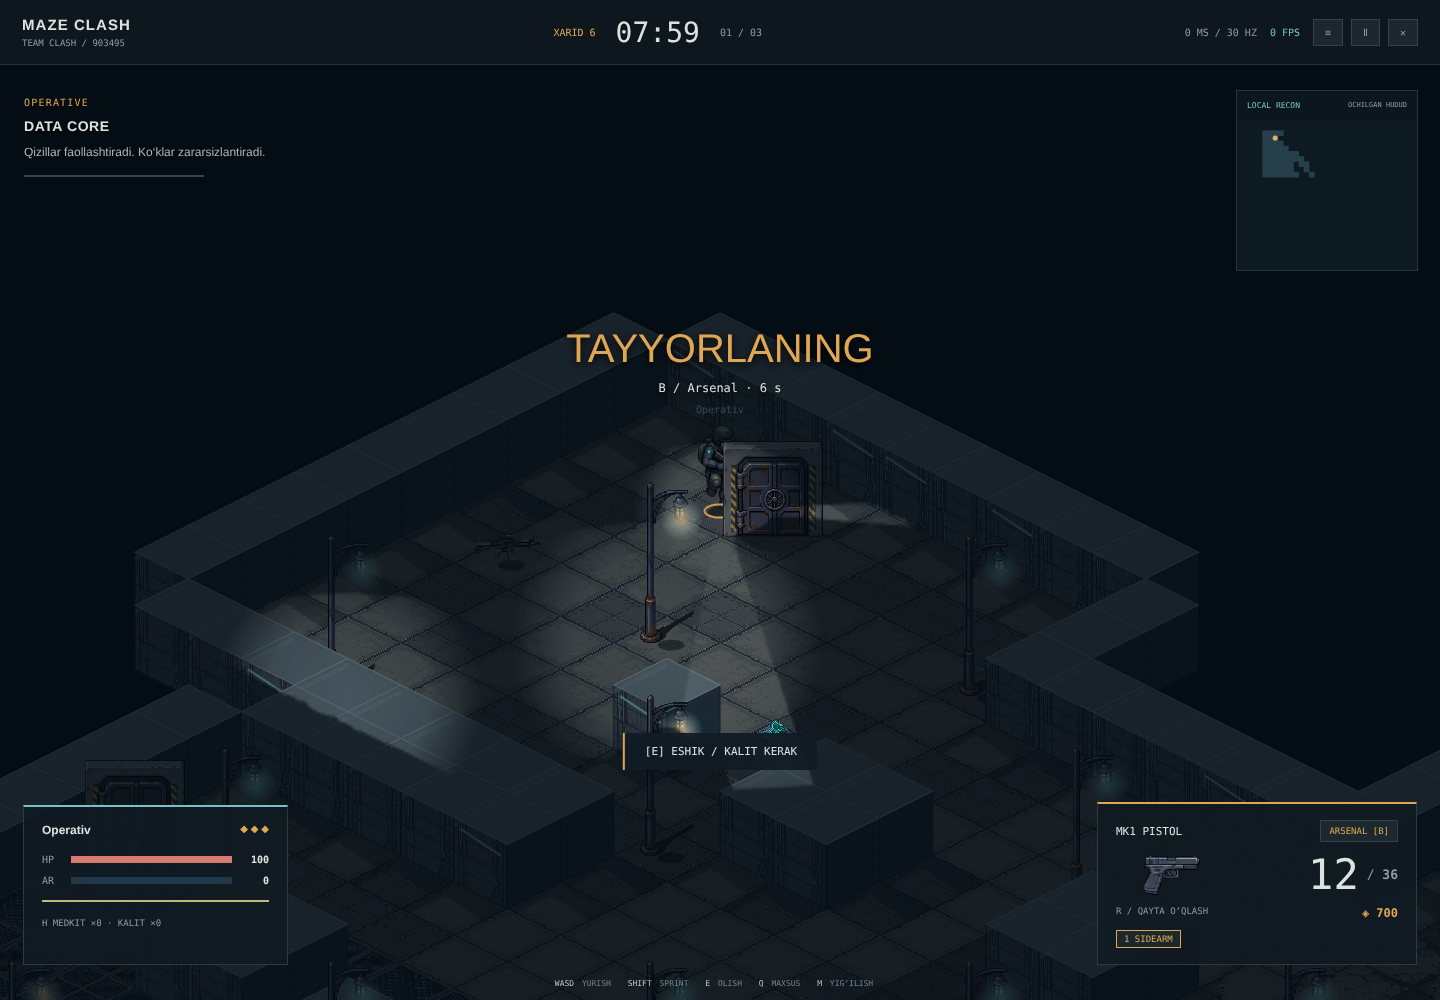 MAZE CLASH
TEAM CLASH / 903495
XARID 6
07:59
01 / 03
0 MS / 30 HZ
0 FPS
≡
Ⅱ
×
OPERATIVE
DATA CORE
Qizillar faollashtiradi. Ko‘klar zararsizlantiradi.
LOCAL RECON
OCHILGAN HUDUD
TAYYORLANING
B / Arsenal · 6 s
Operativ
[E] ESHIK / KALIT KERAK
Operativ
HP 100
AR 0
H MEDKIT ×0 · KALIT ×0
MK1 PISTOL
ARSENAL [B]
12 / 36
R / QAYTA O‘QLASH
◈ 700
1 SIDEARM
WASD YURISH SHIFT SPRINT E OLISH Q MAXSUS M YIG‘ILISH